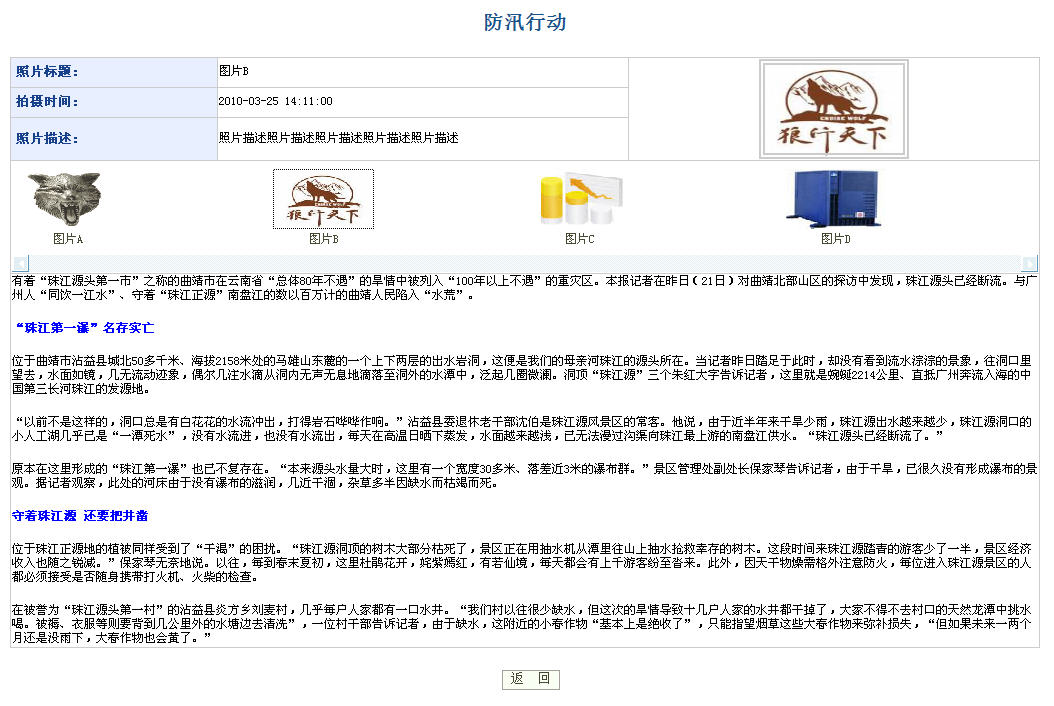 防汛行动
照片标题：
图片B
拍摄时间：
2010-03-25 14:11:00
照片描述：
照片描述照片描述照片描述照片描述照片描述
CRUISE WOLF
狼行天下
CRUISE WOLF
狼行天下
图片A
图片B
图片C
图片D
有着“珠江源头第一市”之称的曲靖市在云南省“总体80年不遇”的旱情中被列入“100年以上不遇”的重灾区。本报记者在昨日(21日)对曲靖北部山区的探访中发现，珠江源头已经断流。与广
州人“同饮一江水”、守着“珠江正源”南盘江的数以百万计的曲靖人民陷入“水荒”。
“珠江第一瀑”名存实亡
位于曲靖市沾益县城北50多千米、海拔2158米处的马雄山东麓的一个上下两层的出水岩洞，这便是我们的母亲河珠江的源头所在。当记者昨日踏足于此时，却没有看到流水淙淙的景象，往洞口里
望去，水面如镜，几无流动迹象，偶尔几注水滴从洞内无声无息地滴落至洞外的水潭中，泛起几圈微澜。洞顶“珠江源”三个朱红大字告诉记者，这里就是蜿蜒2214公里、直抵广州奔流入海的中
国第三长河珠江的发源地。
“以前不是这样的，洞口总是有白花花的水流冲出，打得岩石哗哗作响。”沾益县委退休老干部沈伯是珠江源风景区的常客。他说，由于近半年来干旱少雨，珠江源出水越来越少，珠江源洞口的
小人工湖几乎已是“一潭死水”，没有水流进，也没有水流出，每天在高温日晒下蒸发，水面越来越浅，已无法漫过沟渠向珠江最上游的南盘江供水。“珠江源头已经断流了。”
原本在这里形成的“珠江第一瀑”也已不复存在。“本来源头水量大时，这里有一个宽度30多米、落差近3米的瀑布群。”景区管理处副处长保家琴告诉记者，由于干旱，已很久没有形成瀑布的景
观。据记者观察，此处的河床由于没有瀑布的滋润，几近干涸，杂草多半因缺水而枯竭而死。
守着珠江源 还要把井凿
位于珠江正源地的植被同样受到了“干渴”的困扰。“珠江源洞顶的树木大部分枯死了，景区正在用抽水机从潭里往山上抽水抢救幸存的树木。这段时间来珠江源踏青的游客少了一半，景区经济
收入也随之锐减。”保家琴无奈地说。以往，每到春末夏初，这里杜鹃花开，姹紫嫣红，有若仙境，每天都会有上千游客纷至沓来。此外，因天干物燥需格外注意防火，每位进入珠江源景区的人
都必须接受是否随身携带打火机、火柴的检查。
在被誉为“珠江源头第一村”的沾益县炎方乡刘麦村，几乎每户人家都有一口水井。“我们村以往很少缺水，但这次的旱情导致十几户人家的水井都干掉了，大家不得不去村口的天然龙潭中挑水
喝。被褥、衣服等则要背到几公里外的水塘边去清洗”，一位村干部告诉记者，由于缺水，这附近的小春作物“基本上是绝收了”，只能指望烟草这些大春作物来弥补损失，“但如果未来一两个
月还是没雨下，大春作物也会黄了。”
返 回